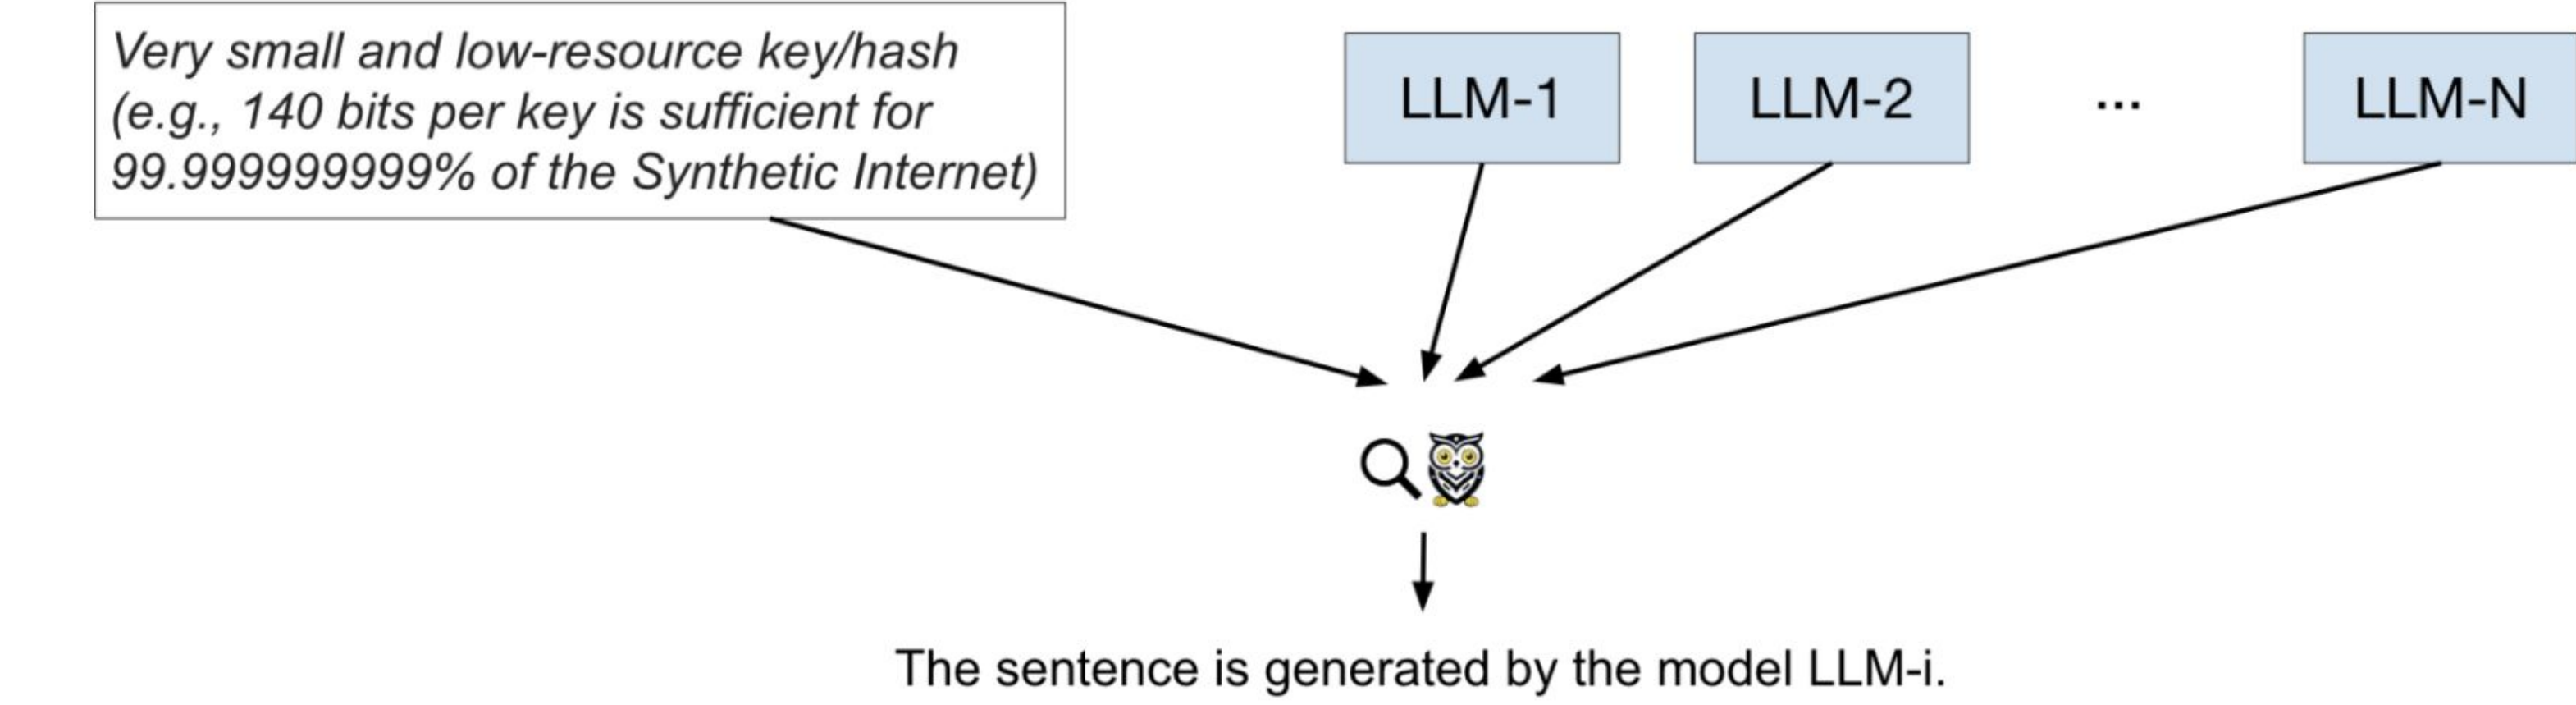 Very small and low-resource key/hash
(e.g., 140 bits per key is sufficient for
99.999999999% of the Synthetic Internet)
LLM-1
LLM-2
...
LLM-N
The sentence is generated by the model LLM-i.